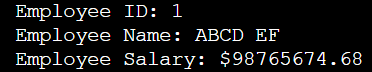 Employee ID: 1
Employee Name: ABCD EF
Employee Salary: $98765674.68